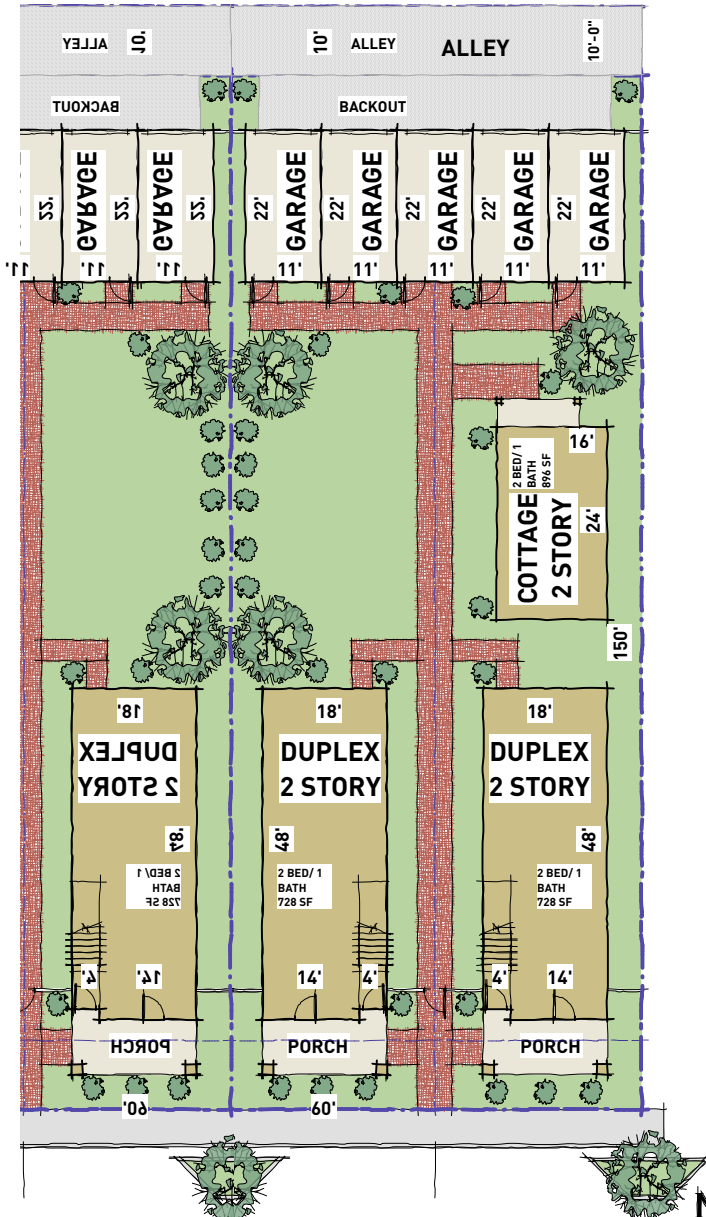 ALLEY
10'
10'
ALLEY
ALLEY
10'-0"
BACKOUT
BACKOUT
22'
GARAGE
22'
GARAGE
22'
22'
GARAGE
22'
GARAGE
22'
GARAGE
22'
GARAGE
22'
GARAGE
11'
11'
11'
11'
11'
11'
11'
11'
16'
2 BED/ 1
BATH
896 SF
COTTAGE
2 STORY
24'
150'
18'
18'
18'
DUPLEX
2 STORY
DUPLEX
2 STORY
DUPLEX
2 STORY
48'
48'
48'
2 BED/ 1
BATH
728 SF
2 BED/ 1
BATH
728 SF
2 BED/ 1
BATH
728 SF
4'
14'
14'
4'
4'
14'
PORCH
PORCH
PORCH
60'
60'